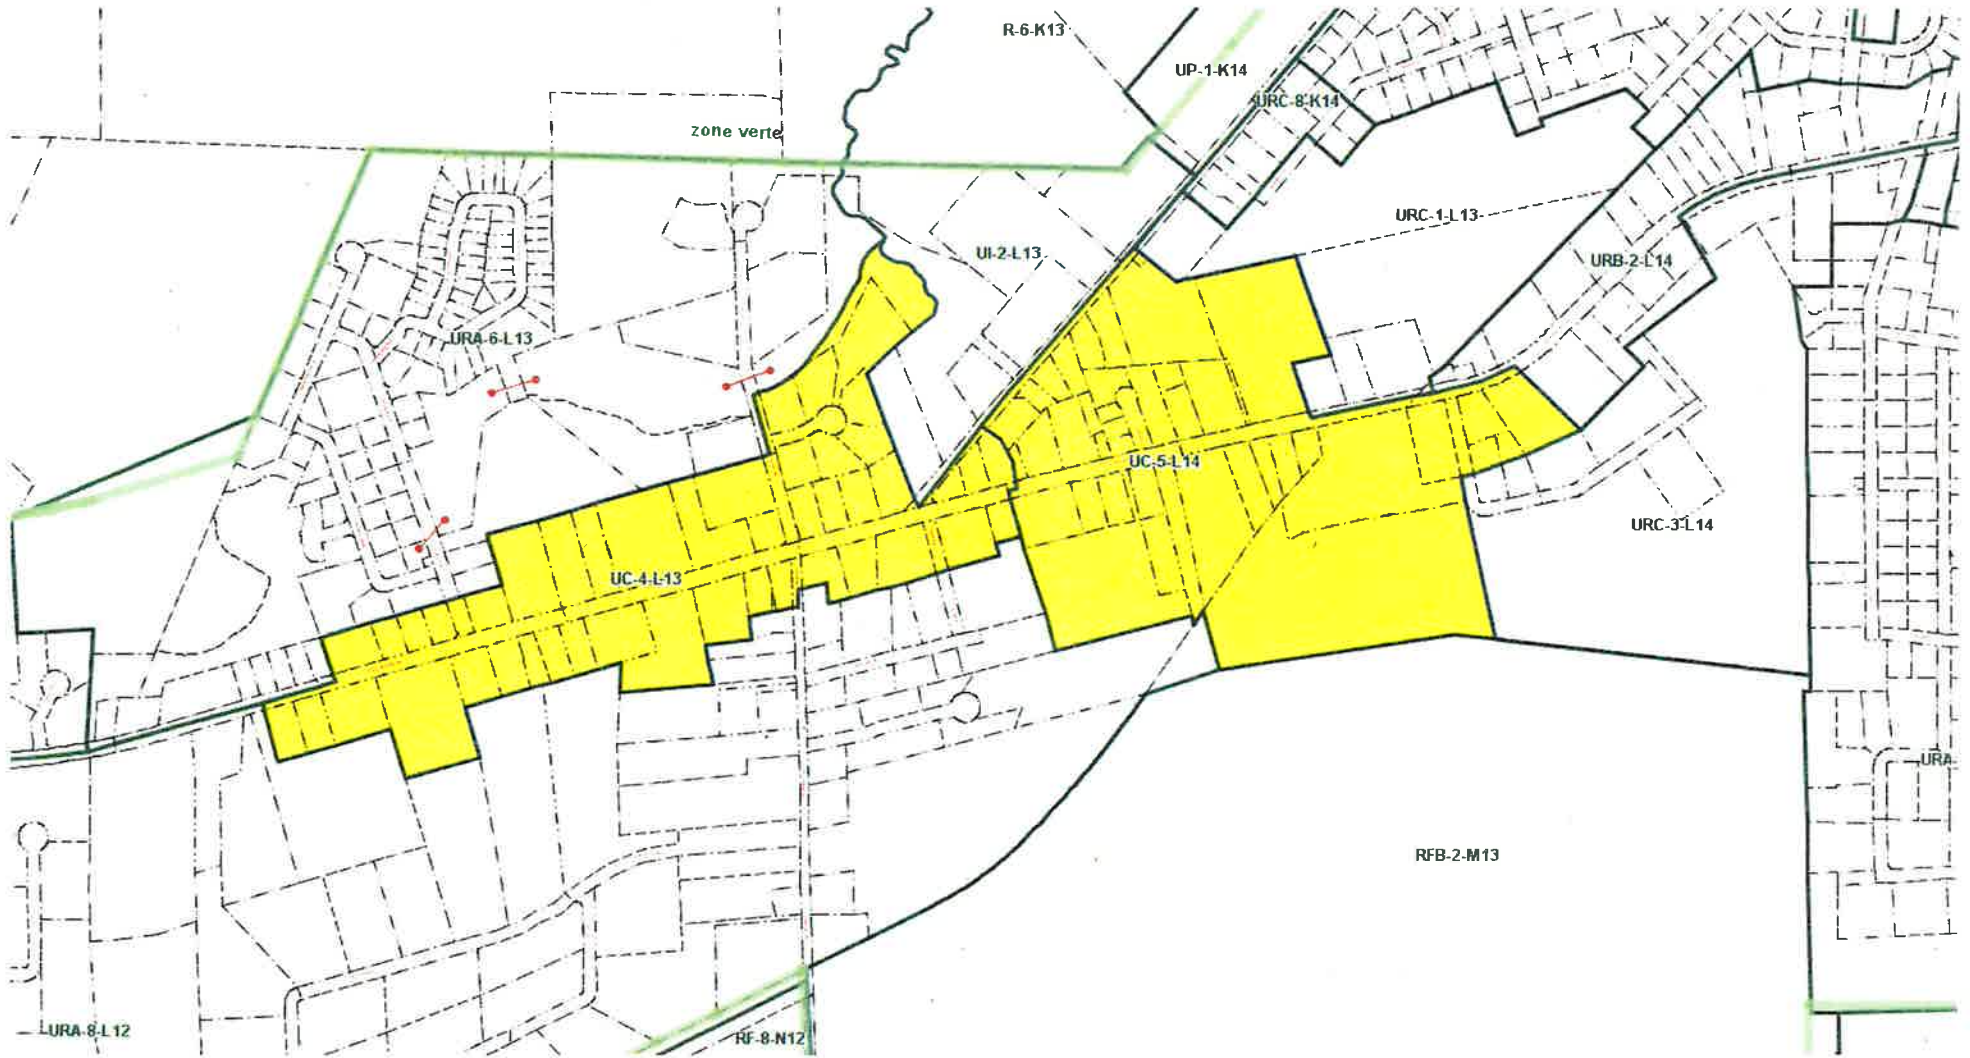 R-6-K13
UP-1-K14
URC-8-K14
zone verte
URC-1-L13
UI-2-L13
URB-2-L14
URA-6-L13
UC-5-L14
URC-3-L14
UC-4-L13
URA-
RFB-2-M13
URA-8-L12
RF-8-N12